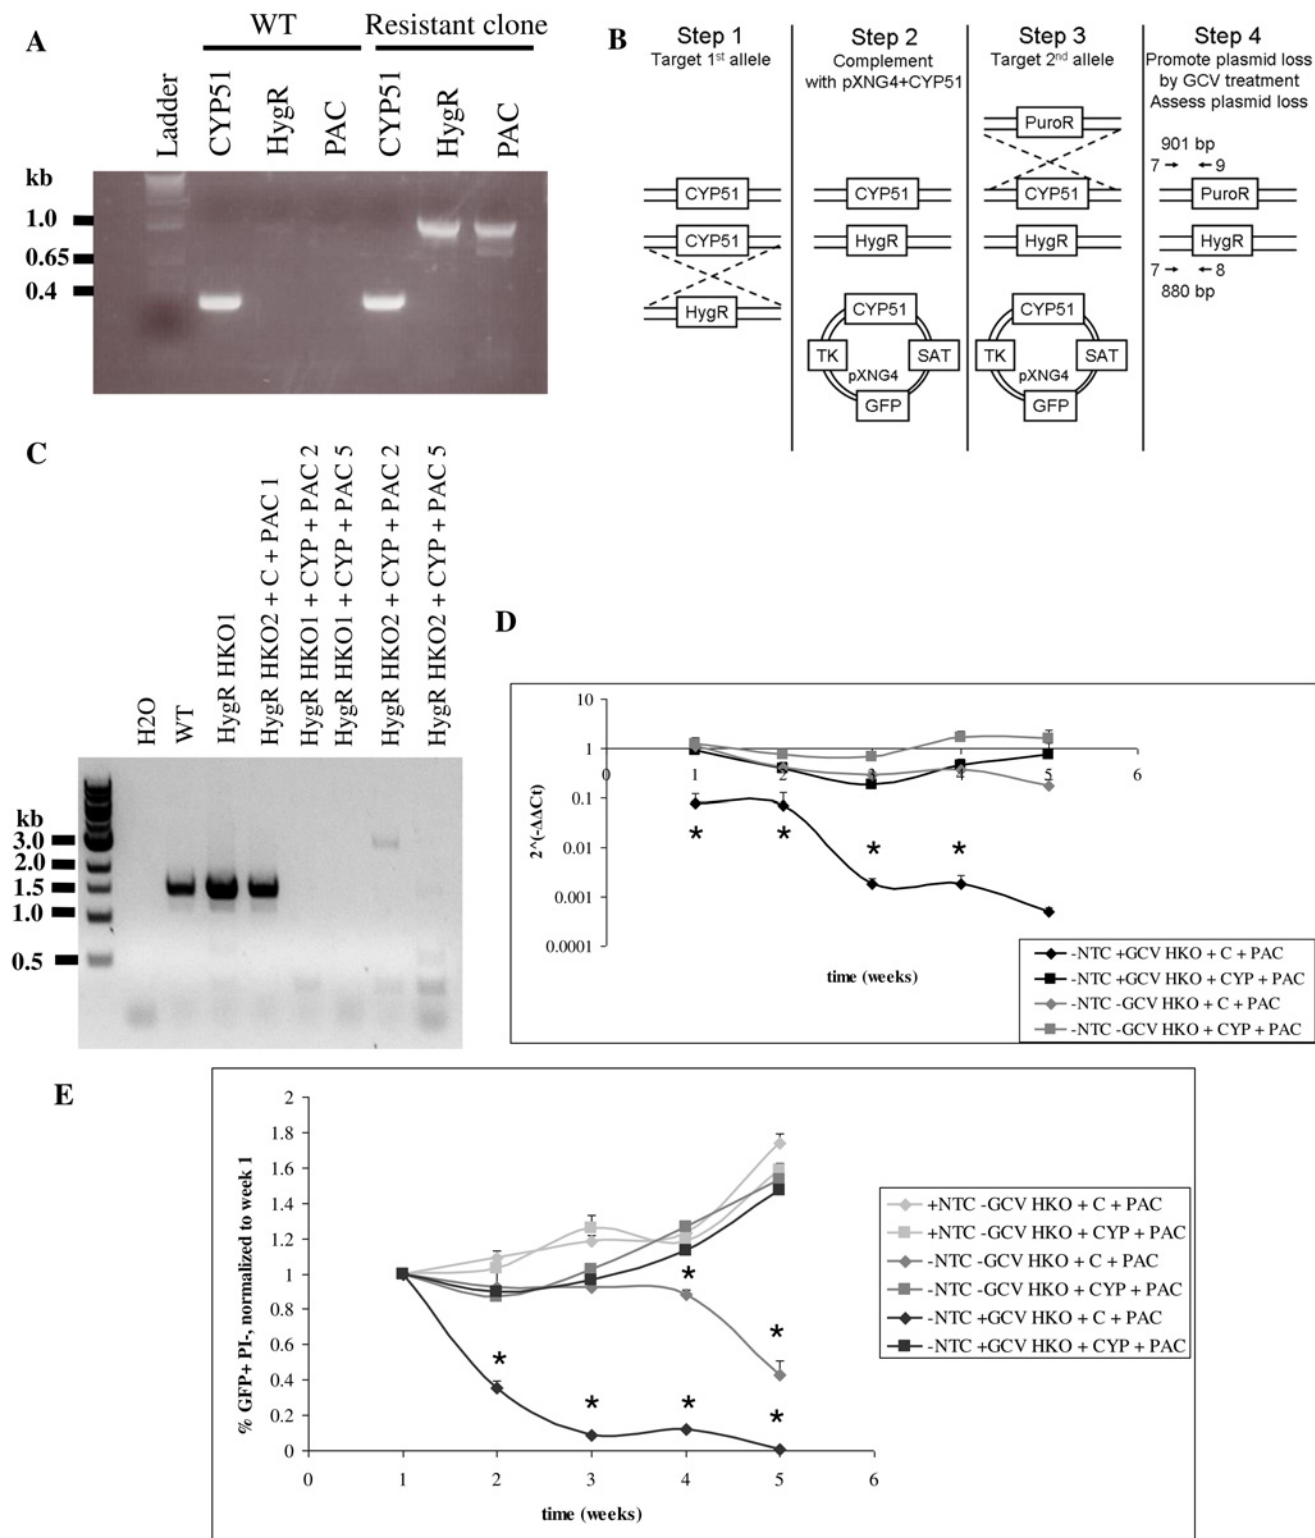 A
WT
Resistant clone
Ladder
CYP51
HygR
PAC
CYP51
HygR
PAC
kb
1.0
0.65
0.4
B
Step 1
Target 1st allele
CYP51
CYP51
HygR
Step 2
Complement
with pXNG4+CYP51
CYP51
HygR
CYP51
TK
SAT
pXNG4
GFP
Step 3
Target 2nd allele
PuroR
CYP51
HygR
CYP51
TK
SAT
pXNG4
GFP
Step 4
Promote plasmid loss
by GCV treatment
Assess plasmid loss
901 bp
7
9
PuroR
HygR
7
8
880 bp
C
H2O
WT
HygR HKO1
HygR HKO2 + C + PAC 1
HygR HKO1 + CYP + PAC 2
HygR HKO1 + CYP + PAC 5
HygR HKO2 + CYP + PAC 2
HygR HKO2 + CYP + PAC 5
kb
3.0
2.0
1.5
1.0
0.5
D
2^(-ΔΔCt)
10
1
0.1
0.01
0.001
0.0001
0
1
2
3
4
5
6
*
*
*
*
time (weeks)
-NTC +GCV HKO + C + PAC
-NTC +GCV HKO + CYP + PAC
-NTC -GCV HKO + C + PAC
-NTC -GCV HKO + CYP + PAC
E
% GFP+ PI-, normalized to week 1
2
1.8
1.6
1.4
1.2
1
0.8
0.6
0.4
0.2
0
*
*
*
*
*
*
0
1
2
3
4
5
6
time (weeks)
+NTC -GCV HKO + C + PAC
+NTC -GCV HKO + CYP + PAC
-NTC -GCV HKO + C + PAC
-NTC -GCV HKO + CYP + PAC
-NTC +GCV HKO + C + PAC
-NTC +GCV HKO + CYP + PAC